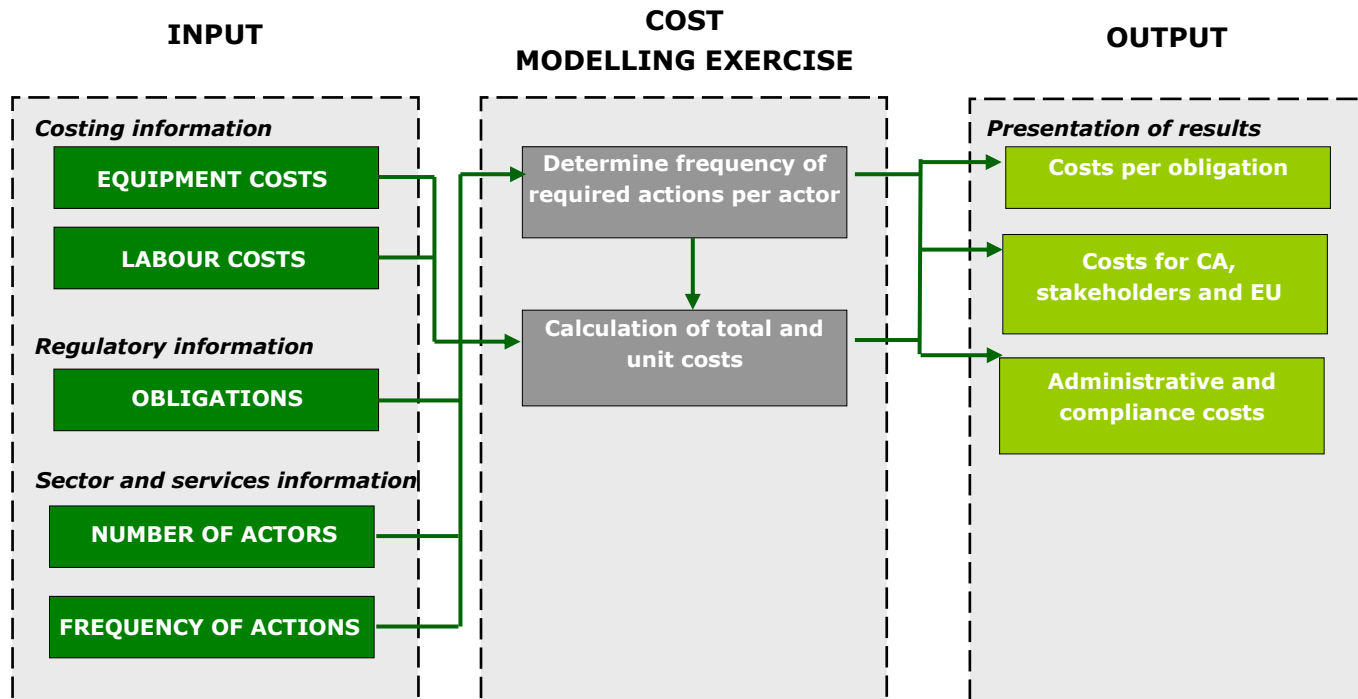 INPUT
Costing information
EQUIPMENT COSTS
LABOUR COSTS
Regulatory information
OBLIGATIONS
Sector and services information
NUMBER OF ACTORS
FREQUENCY OF ACTIONS
COST
MODELLING EXERCISE
Determine frequency of
required actions per actor
Calculation of total and
unit costs
OUTPUT
Presentation of results
Costs per obligation
Costs for CA,
stakeholders and EU
Administrative and
compliance costs